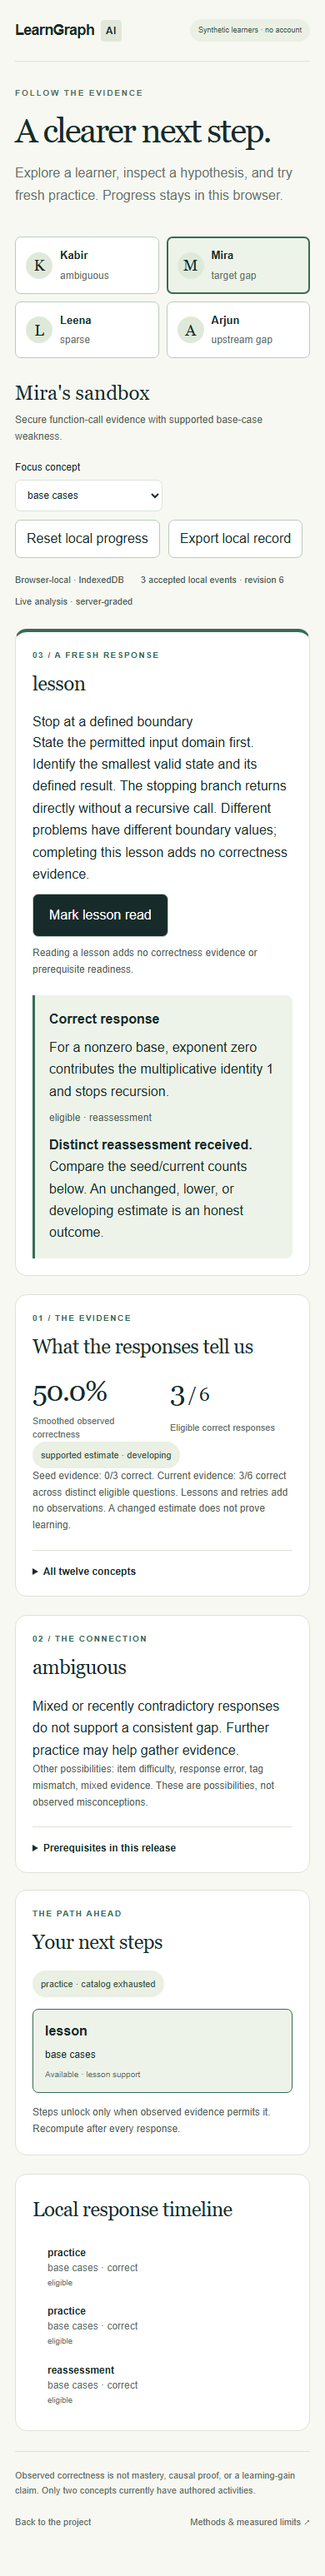 LearnGraph AI
Synthetic learners · no account
FOLLOW THE EVIDENCE
A clearer next step.
Explore a learner, inspect a hypothesis, and try
fresh practice. Progress stays in this browser.
K
Kabir
ambiguous
M
Mira
target gap
L
Leena
sparse
A
Arjun
upstream gap
Mira's sandbox
Secure function-call evidence with supported base-case
weakness.
Focus concept
base cases
Reset local progress
Export local record
Browser-local · IndexedDB
3 accepted local events · revision 6
Live analysis · server-graded
03 / A FRESH RESPONSE
lesson
Stop at a defined boundary
State the permitted input domain first.
Identify the smallest valid state and its
defined result. The stopping branch returns
directly without a recursive call. Different
problems have different boundary values;
completing this lesson adds no correctness
evidence.
Mark lesson read
Reading a lesson adds no correctness evidence or
prerequisite readiness.
Correct response
For a nonzero base, exponent zero
contributes the multiplicative identity 1
and stops recursion.
eligible · reassessment
Distinct reassessment received.
Compare the seed/current counts
below. An unchanged, lower, or
developing estimate is an honest
outcome.
01 / THE EVIDENCE
What the responses tell us
50.0%
Smoothed observed
correctness
3 / 6
Eligible correct responses
supported estimate · developing
Seed evidence: 0/3 correct. Current evidence: 3/6 correct
across distinct eligible questions. Lessons and retries add
no observations. A changed estimate does not prove
learning.
▶ All twelve concepts
02 / THE CONNECTION
ambiguous
Mixed or recently contradictory responses
do not support a consistent gap. Further
practice may help gather evidence.
Other possibilities: item difficulty, response error, tag
mismatch, mixed evidence. These are possibilities, not
observed misconceptions.
▶ Prerequisites in this release
THE PATH AHEAD
Your next steps
practice · catalog exhausted
lesson
base cases
Available · lesson support
Steps unlock only when observed evidence permits it.
Recompute after every response.
Local response timeline
practice
base cases · correct
eligible
practice
base cases · correct
eligible
reassessment
base cases · correct
eligible
Observed correctness is not mastery, causal proof, or a learning-gain
claim. Only two concepts currently have authored activities.
Back to the project
Methods & measured limits ↗